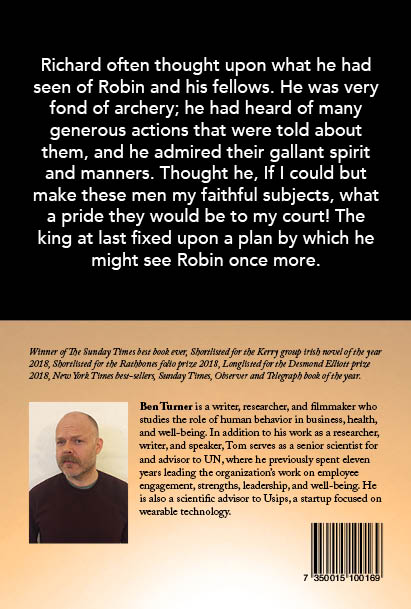 Richard often thought upon what he had
seen of Robin and his fellows. He was very
fond of archery; he had heard of many
generous actions that were told about
them, and he admired their gallant spirit
and manners. Thought he, If I could but
make these men my faithful subjects, what
a pride they would be to my court! The
king at last fixed upon a plan by which he
might see Robin once more.
Winner of The Sunday Times best book ever, Shortlisted for the Kerry group irish novel of the year
2018, Shortlisted for the Rathbones folio prize 2018, Longlisted for the Desmond Elliott prize
2018, New York Times best-sellers, Sunday Times, Observer and Telegraph book of the year.
Ben Turner is a writer, researcher, and filmmaker who
studies the role of human behavior in business, health,
and well-being. In addition to his work as a researcher,
writer, and speaker, Tom serves as a senior scientist for
and advisor to UN, where he previously spent eleven
years leading the organization's work on employee
engagement, strengths, leadership, and well-being. He
is also a scientific advisor to Usips, a startup focused on
wearable technology.
7 350015 100169